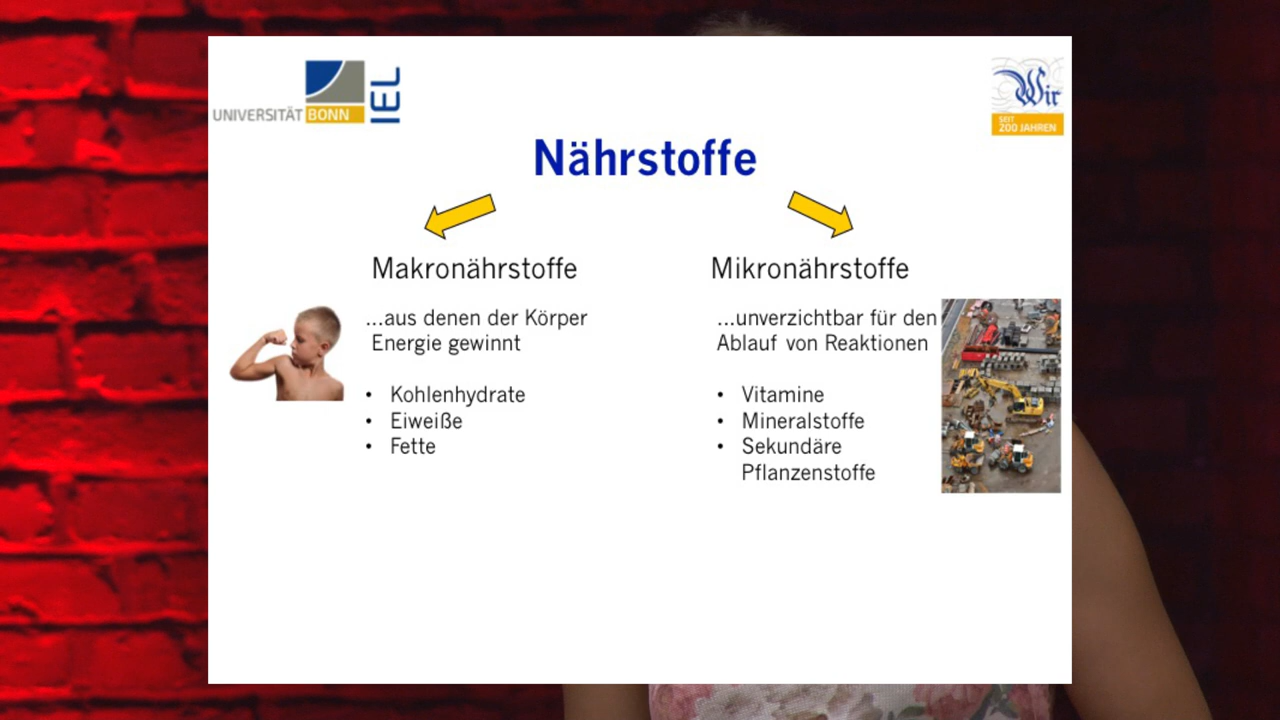 UNIVERSITÄT BONN
IEL
Wir
SEIT
200 JAHREN
Nährstoffe
Makronährstoffe
...aus denen der Körper
Energie gewinnt
• Kohlenhydrate
• Eiweiße
• Fette
Mikronährstoffe
...unverzichtbar für den
Ablauf von Reaktionen
• Vitamine
• Mineralstoffe
• Sekundäre
Pflanzenstoffe